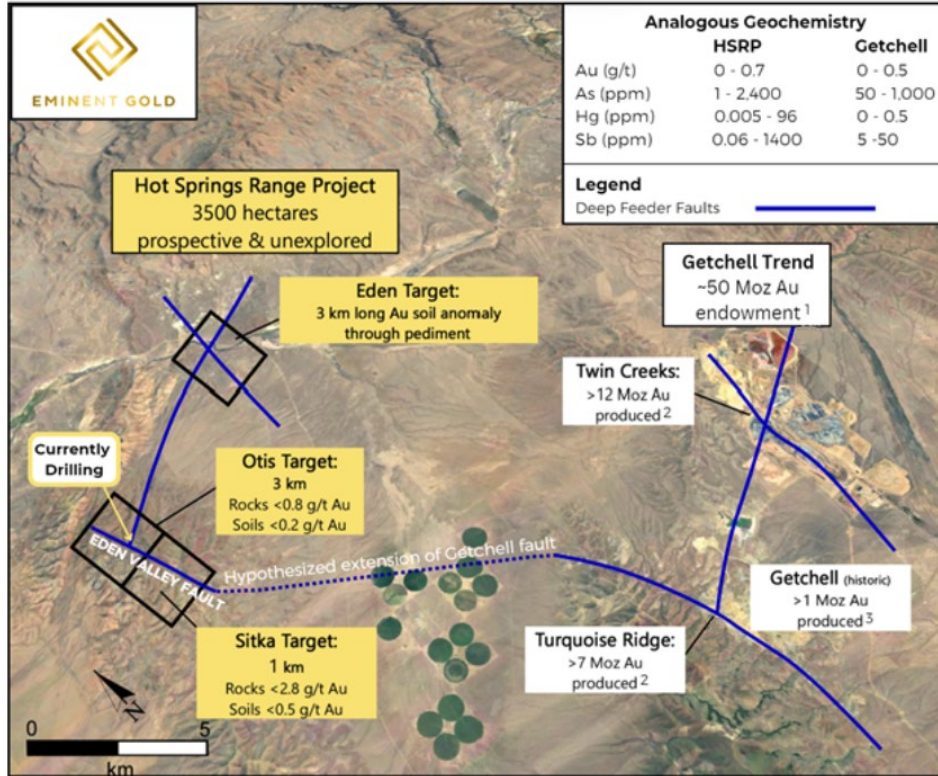 EMINENT GOLD
Analogous Geochemistry
HSRP Getchell
Au (g/t) 0 - 0.7 0 - 0.5
As (ppm) 1 - 2,400 50 - 1,000
Hg (ppm) 0.005 - 96 0 - 0.5
Sb (ppm) 0.06 - 1400 5 -50
Legend
Deep Feeder Faults
Hot Springs Range Project
3500 hectares
prospective & unexplored
Getchell Trend
~50 Moz Au
endowment 1
Eden Target:
3 km long Au soil anomaly
through pediment
Twin Creeks:
>12 Moz Au
produced 2
Currently
Drilling
Otis Target:
3 km
Rocks <0.8 g/t Au
Soils <0.2 g/t Au
EDEN VALLEY FAULT
Hypothesized extension of Getchell fault
Getchell (historic)
>1 Moz Au
produced 3
Sitka Target:
1 km
Rocks <2.8 g/t Au
Soils <0.5 g/t Au
Turquoise Ridge:
>7 Moz Au
produced 2
N
0 5
km